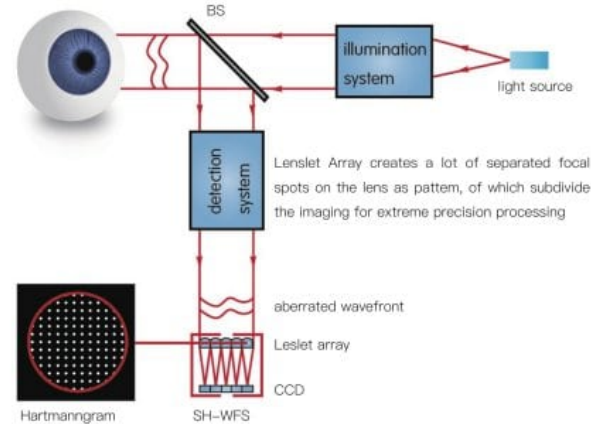 BS
illumination
system
light source
detection
system
Lenslet Array creates a lot of separated focal
spots on the lens as pattem, of which subdivide
the imaging for extreme precision processing
aberrated wavefront
Leslet array
CCD
Hartmanngram
SH-WFS